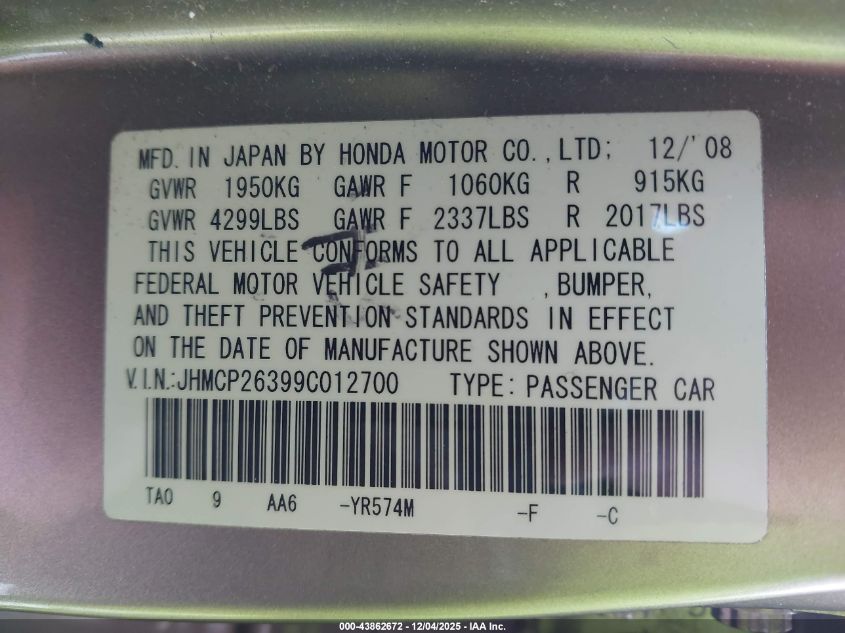 MFD. IN JAPAN BY HONDA MOTOR CO.,LTD; 12/'08
GVWR 1950KG GAWR F 1060KG R 915KG
GVWR 4299LBS GAWR F 2337LBS R 2017LBS
THIS VEHICLE CONFORMS TO ALL APPLICABLE
FEDERAL MOTOR VEHICLE SAFETY ,BUMPER,
AND THEFT PREVENTION STANDARDS IN EFFECT
ON THE DATE OF MANUFACTURE SHOWN ABOVE.
V.I.N.:JHMCP26399C012700 TYPE: PASSENGER CAR
TA0 9 AA6 -YR574M -F -C
000-43862672 - 12/04/2025 - IAA Inc.